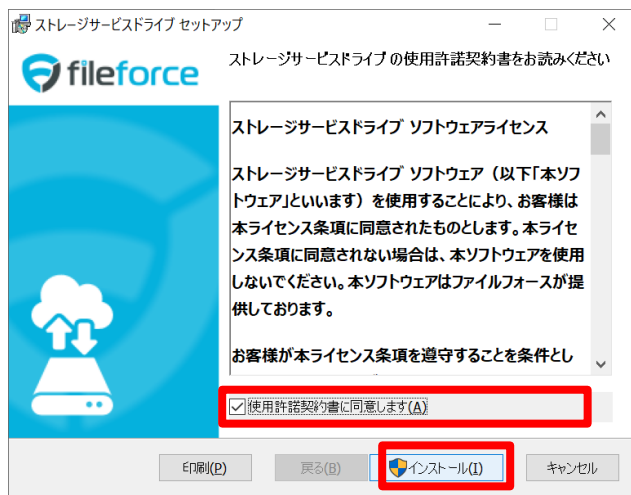 ストレージサービスドライブ セットアップ
fileforce
ストレージサービスドライブ の使用許諾契約書をお読みください
ストレージサービスドライブ ソフトウェアライセンス
ストレージサービスドライブ ソフトウェア（以下「本ソフ
トウェア」といいます）を使用することにより、お客様は
本ライセンス条項に同意されたものとします。本ライセ
ンス条項に同意されない場合は、本ソフトウェアを使用
しないでください。本ソフトウェアはファイルフォースが提
供しております。
お客様が本ライセンス条項を遵守することを条件とし
使用許諾契約書に同意します(A)
印刷(P)
戻る(B)
インストール(I)
キャンセル